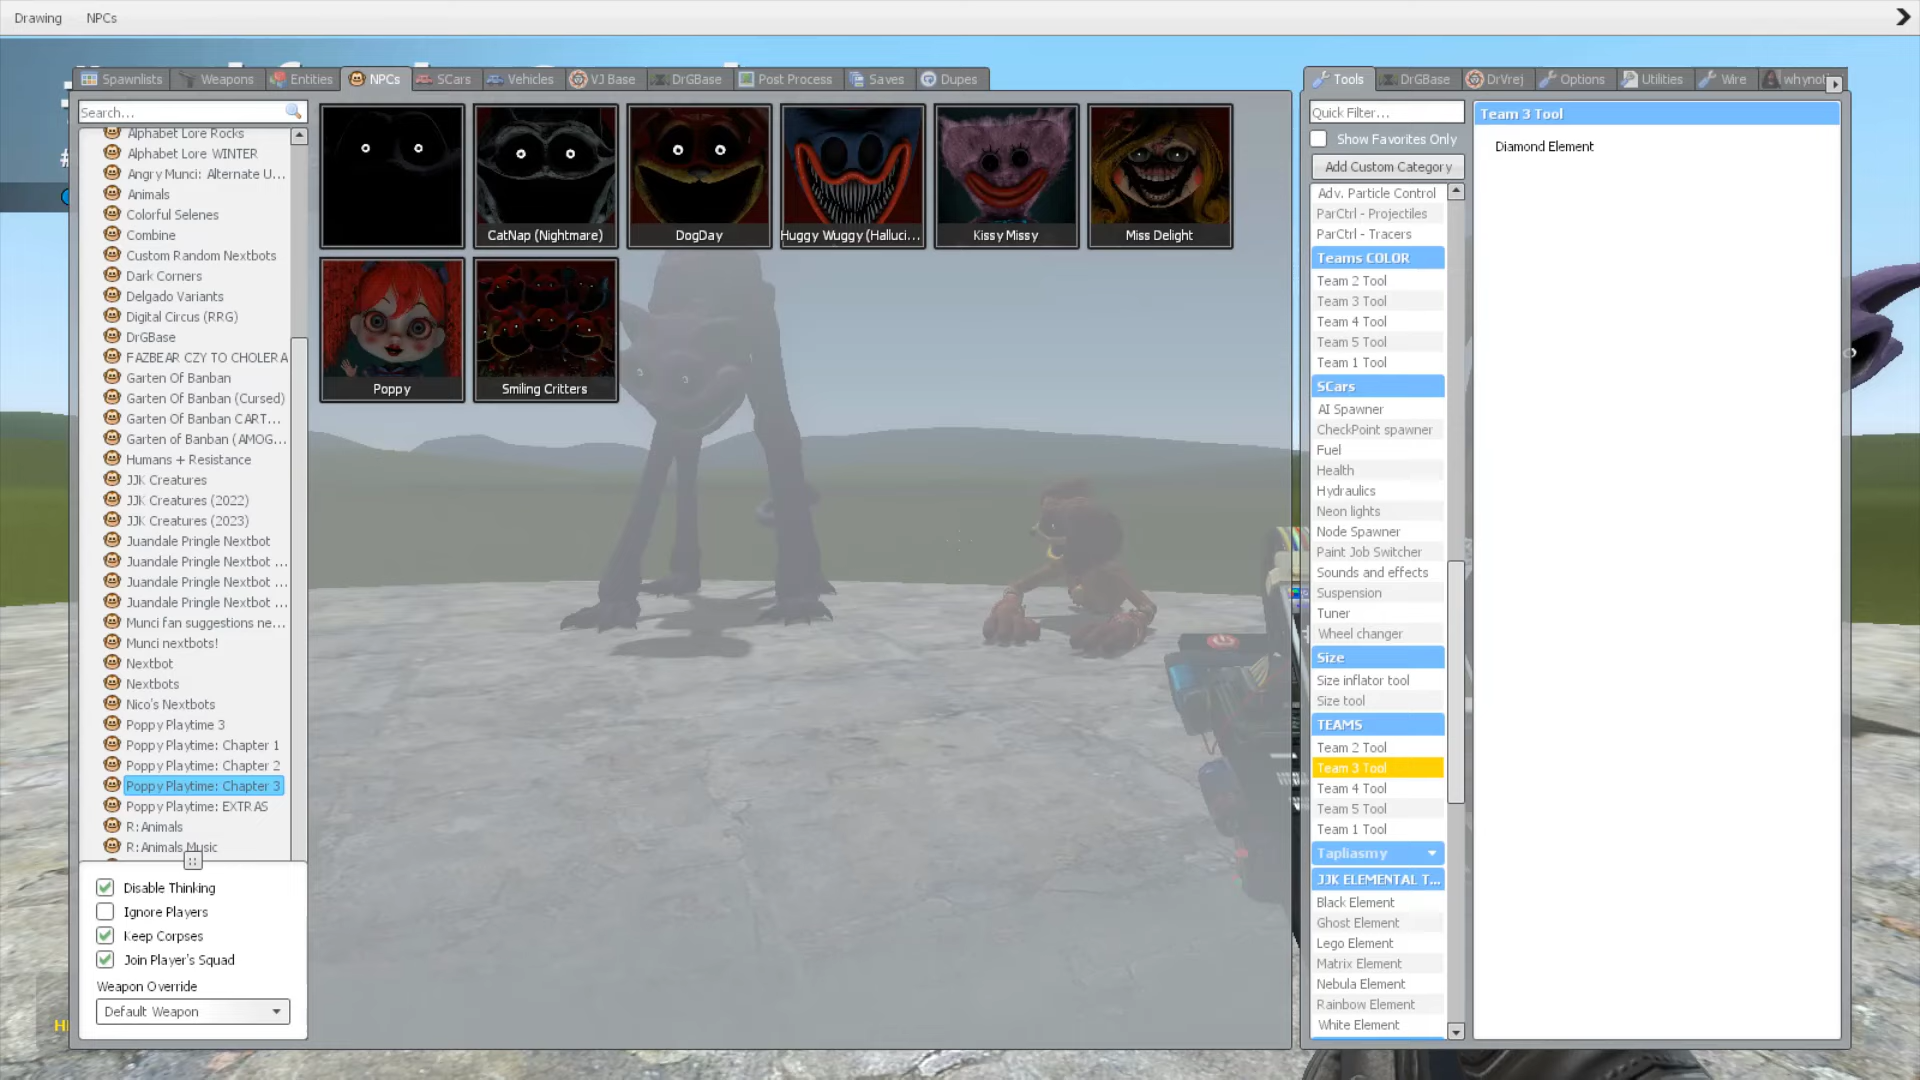 Drawing NPCs
Spawnlists Weapons Entities NPCs SCars Vehicles VJ Base DrGBase Post Process Saves Dupes
Search...
Alphabet Lore Rocks
Alphabet Lore WINTER
Angry Munci: Alternate U...
Animals
Colorful Selenes
Combine
Custom Random Nextbots
Dark Corners
Delgado Variants
Digital Circus (RRG)
DrGBase
FAZBEAR CZY TO CHOLERA
Garten Of Banban
Garten Of Banban (Cursed)
Garten Of Banban CART...
Garten of Banban (AMOG...
Humans + Resistance
JJK Creatures
JJK Creatures (2022)
JJK Creatures (2023)
Juandale Pringle Nextbot
Juandale Pringle Nextbot ...
Juandale Pringle Nextbot ...
Juandale Pringle Nextbot ...
Munci fan suggestions ne...
Munci nextbots!
Nextbot
Nextbots
Nico's Nextbots
Poppy Playtime 3
Poppy Playtime: Chapter 1
Poppy Playtime: Chapter 2
Poppy Playtime: Chapter 3
Poppy Playtime: EXTRAS
R:Animals
R:Animals Music
Disable Thinking
Ignore Players
Keep Corpses
Join Player's Squad
Weapon Override
Default Weapon
CatNap (Nightmare)
DogDay
Huggy Wuggy (Halluci...
Kissy Missy
Miss Delight
Poppy
Smiling Critters
Tools DrGBase DrVrej Options Utilities Wire
Quick Filter...
Show Favorites Only
Add Custom Category
Adv. Particle Control
ParCtrl - Projectiles
ParCtrl - Tracers
Teams COLOR
Team 2 Tool
Team 3 Tool
Team 4 Tool
Team 5 Tool
Team 1 Tool
SCars
AI Spawner
CheckPoint spawner
Fuel
Health
Hydraulics
Neon lights
Node Spawner
Paint Job Switcher
Sounds and effects
Suspension
Tuner
Wheel changer
Size
Size inflator tool
Size tool
TEAMS
Team 2 Tool
Team 3 Tool
Team 4 Tool
Team 5 Tool
Team 1 Tool
Tapliasmy
JJK ELEMENTAL T...
Black Element
Ghost Element
Lego Element
Matrix Element
Nebula Element
Rainbow Element
White Element
Team 3 Tool
Diamond Element